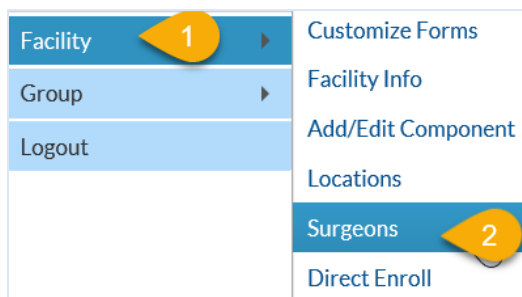 Facility 1
Group
Logout
Customize Forms
Facility Info
Add/Edit Component
Locations
Surgeons 2
Direct Enroll